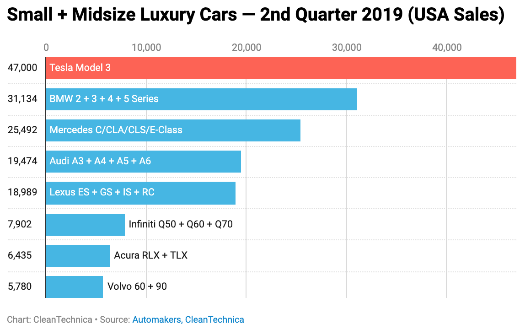 Small + Midsize Luxury Cars — 2nd Quarter 2019 (USA Sales)
0 10,000 20,000 30,000 40,000
47,000 Tesla Model 3
31,134 BMW 2 + 3 + 4 + 5 Series
25,492 Mercedes C/CLA/CLS/E-Class
19,474 Audi A3 + A4 + A5 + A6
18,989 Lexus ES + GS + IS + RC
7,902 Infiniti Q50 + Q60 + Q70
6,435 Acura RLX + TLX
5,780 Volvo 60 + 90
Chart: CleanTechnica • Source: Automakers, CleanTechnica